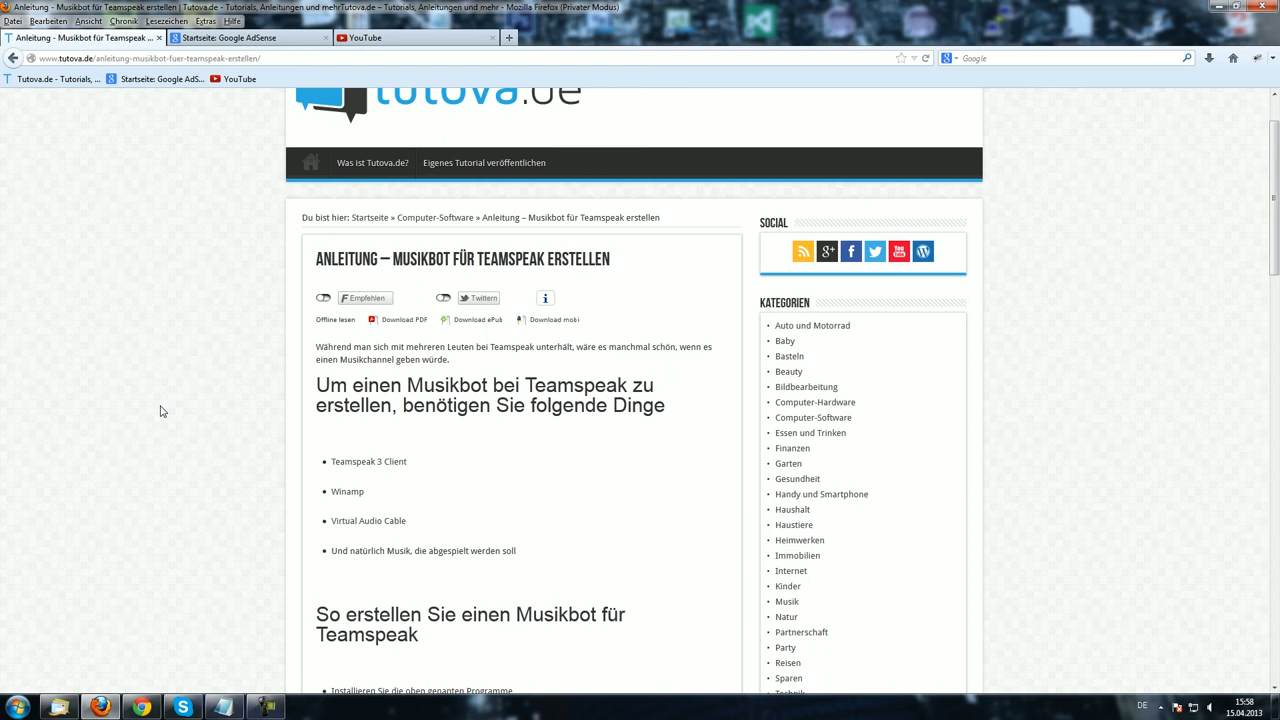 Anleitung - Musikbot für Teamspeak erstellen | Tutova.de - Tutorials, Anleitungen und mehrTutova.de – Tutorials, Anleitungen und mehr - Mozilla Firefox (Privater Modus)
Datei Bearbeiten Ansicht Chronik Lesezeichen Extras Hilfe
Anleitung - Musikbot für Teamspeak ... Startseite: Google AdSense YouTube
www.tutova.de/anleitung-musikbot-fuer-teamspeak-erstellen/ Google
Tutova.de - Tutorials, ... Startseite: Google AdS... YouTube
tutova.de
Was ist Tutova.de? Eigenes Tutorial veröffentlichen
Du bist hier: Startseite » Computer-Software » Anleitung – Musikbot für Teamspeak erstellen
ANLEITUNG – MUSIKBOT FÜR TEAMSPEAK ERSTELLEN
Empfehlen Twittern
Offline lesen Download PDF Download ePub Download mobi
Während man sich mit mehreren Leuten bei Teamspeak unterhält, wäre es manchmal schön, wenn es
einen Musikchannel geben würde.
Um einen Musikbot bei Teamspeak zu
erstellen, benötigen Sie folgende Dinge
• Teamspeak 3 Client
• Winamp
• Virtual Audio Cable
• Und natürlich Musik, die abgespielt werden soll
So erstellen Sie einen Musikbot für
Teamspeak
• Installieren Sie die oben genanten Programme
SOCIAL
KATEGORIEN
• Auto und Motorrad
• Baby
• Basteln
• Beauty
• Bildbearbeitung
• Computer-Hardware
• Computer-Software
• Essen und Trinken
• Finanzen
• Garten
• Gesundheit
• Handy und Smartphone
• Haushalt
• Haustiere
• Heimwerken
• Immobilien
• Internet
• Kinder
• Musik
• Natur
• Partnerschaft
• Party
• Reisen
• Sparen
• Technik
DE 15:58
15.04.2013